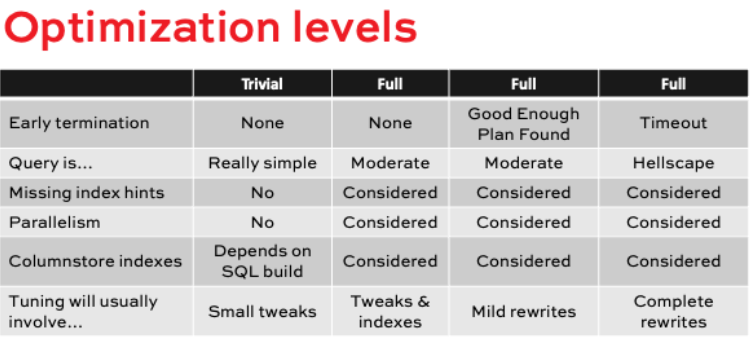 Optimization levels
Trivial Full Full Full
Early termination None None Good Enough Plan Found Timeout
Query is... Really simple Moderate Moderate Hellscape
Missing index hints No Considered Considered Considered
Parallelism No Considered Considered Considered
Columnstore indexes Depends on SQL build Considered Considered Considered
Tuning will usually involve... Small tweaks Tweaks & indexes Mild rewrites Complete rewrites